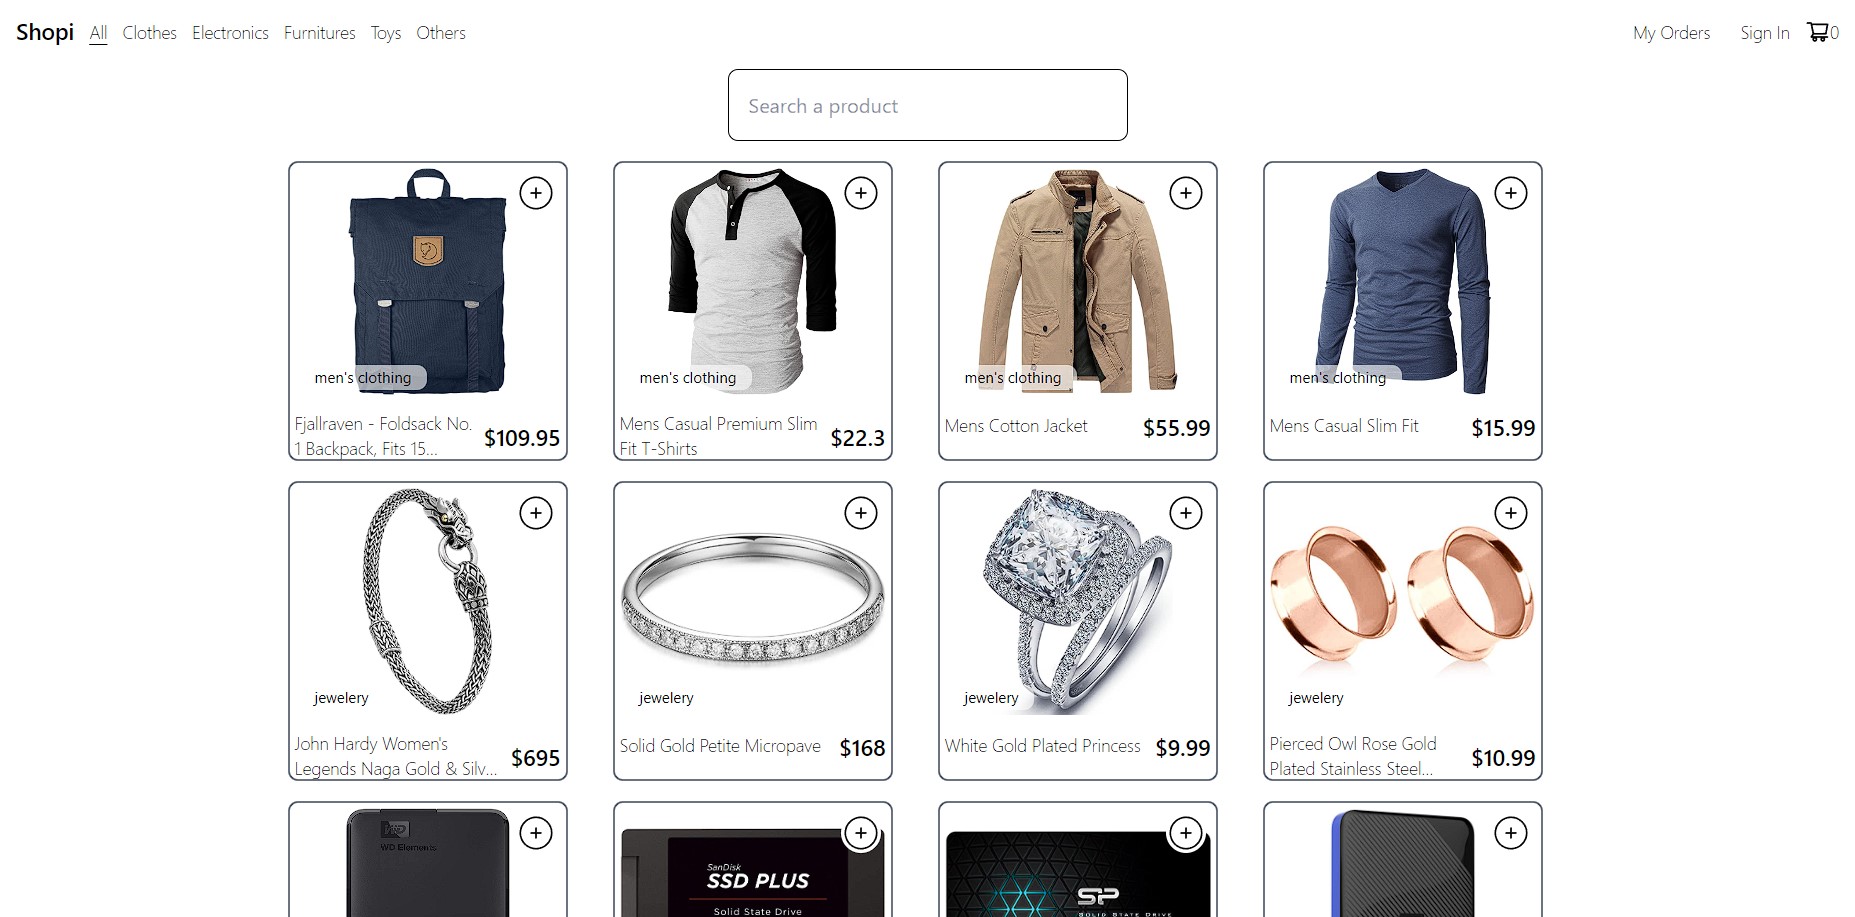 Shopi All Clothes Electronics Furnitures Toys Others My Orders Sign In 0
Search a product
men's clothing
Fjallraven - Foldsack No.
1 Backpack, Fits 15...
$109.95
men's clothing
Mens Casual Premium Slim
Fit T-Shirts
$22.3
men's clothing
Mens Cotton Jacket
$55.99
men's clothing
Mens Casual Slim Fit
$15.99
jewelery
John Hardy Women's
Legends Naga Gold & Silv...
$695
jewelery
Solid Gold Petite Micropave
$168
jewelery
White Gold Plated Princess
$9.99
jewelery
Pierced Owl Rose Gold
Plated Stainless Steel...
$10.99
WD
WD Elements
SanDisk
SSD PLUS
Solid State Drive
SP
SOLID STATE DRIVE